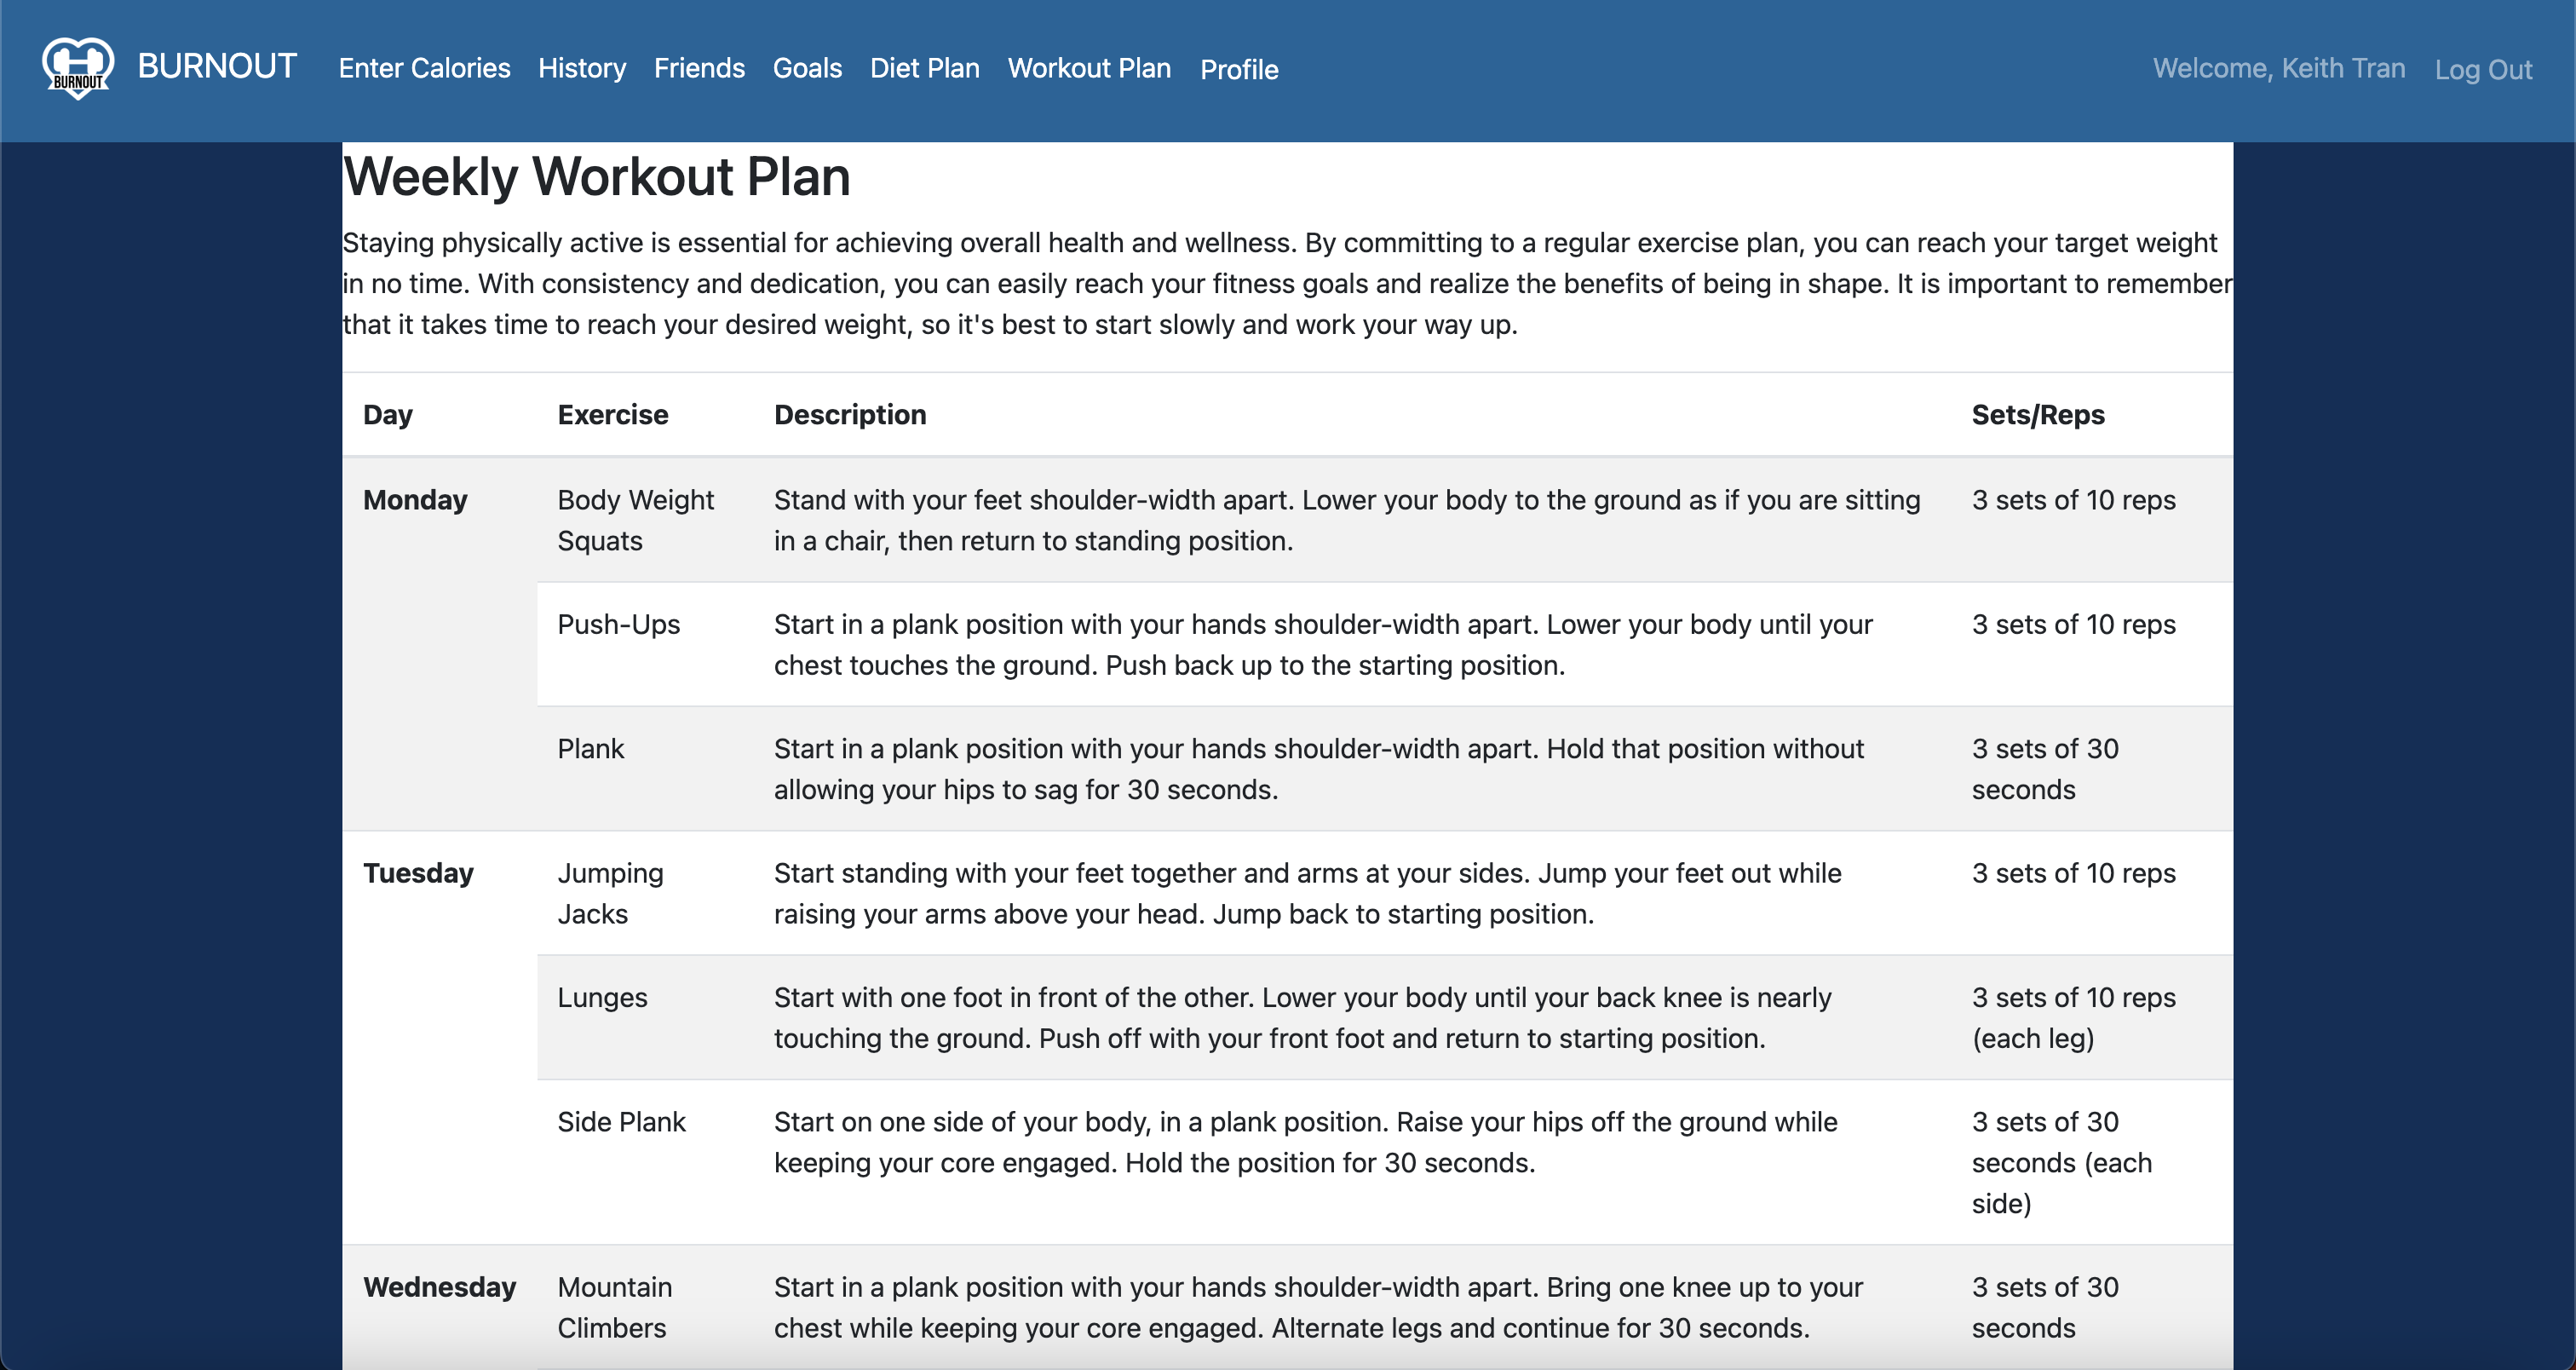 BURNOUT
BURNOUT Enter Calories History Friends Goals Diet Plan Workout Plan Profile Welcome, Keith Tran Log Out
Weekly Workout Plan
Staying physically active is essential for achieving overall health and wellness. By committing to a regular exercise plan, you can reach your target weight
in no time. With consistency and dedication, you can easily reach your fitness goals and realize the benefits of being in shape. It is important to remember
that it takes time to reach your desired weight, so it's best to start slowly and work your way up.
Day Exercise Description Sets/Reps
Monday Body Weight Stand with your feet shoulder-width apart. Lower your body to the ground as if you are sitting 3 sets of 10 reps
Squats in a chair, then return to standing position.
Push-Ups Start in a plank position with your hands shoulder-width apart. Lower your body until your 3 sets of 10 reps
chest touches the ground. Push back up to the starting position.
Plank Start in a plank position with your hands shoulder-width apart. Hold that position without 3 sets of 30
allowing your hips to sag for 30 seconds. seconds
Tuesday Jumping Start standing with your feet together and arms at your sides. Jump your feet out while 3 sets of 10 reps
Jacks raising your arms above your head. Jump back to starting position.
Lunges Start with one foot in front of the other. Lower your body until your back knee is nearly 3 sets of 10 reps
touching the ground. Push off with your front foot and return to starting position. (each leg)
Side Plank Start on one side of your body, in a plank position. Raise your hips off the ground while 3 sets of 30
keeping your core engaged. Hold the position for 30 seconds. seconds (each
side)
Wednesday Mountain Start in a plank position with your hands shoulder-width apart. Bring one knee up to your 3 sets of 30
Climbers chest while keeping your core engaged. Alternate legs and continue for 30 seconds. seconds